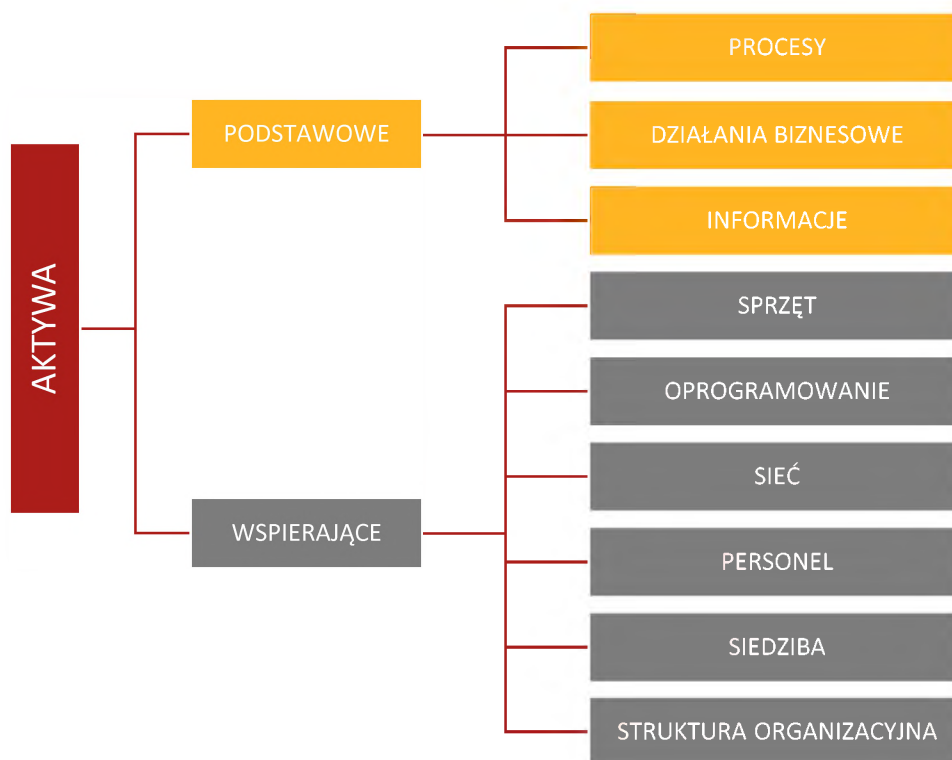 AKTYWA
PODSTAWOWE
PROCESY
DZIAŁANIA BIZNESOWE
INFORMACJE
WSPIERAJĄCE
SPRZĘT
OPROGRAMOWANIE
SIEĆ
PERSONEL
SIEDZIBA
STRUKTURA ORGANIZACYJNA